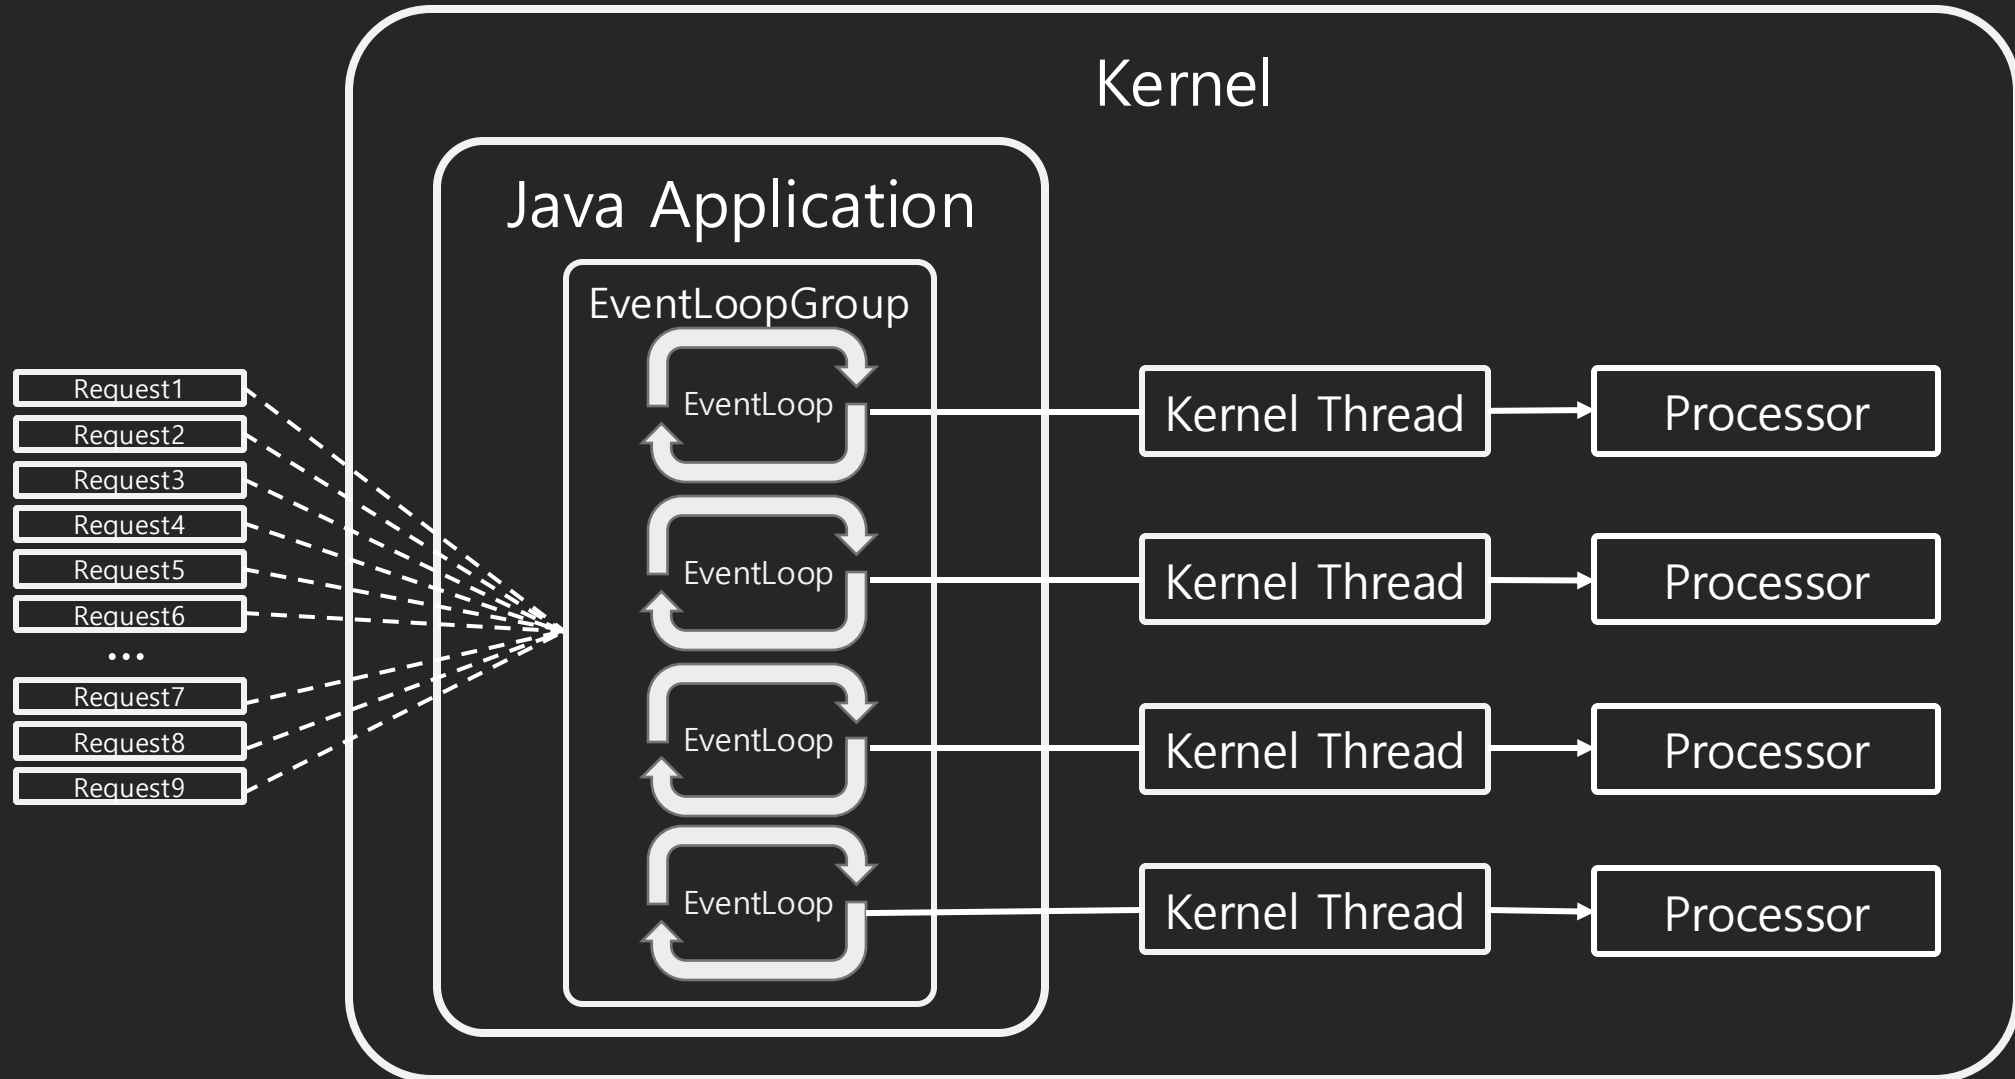 Kernel
Java Application
EventLoopGroup
Request1
Request2
Request3
Request4
Request5
Request6
...
Request7
Request8
Request9
EventLoop
Kernel Thread
Processor
EventLoop
Kernel Thread
Processor
EventLoop
Kernel Thread
Processor
EventLoop
Kernel Thread
Processor